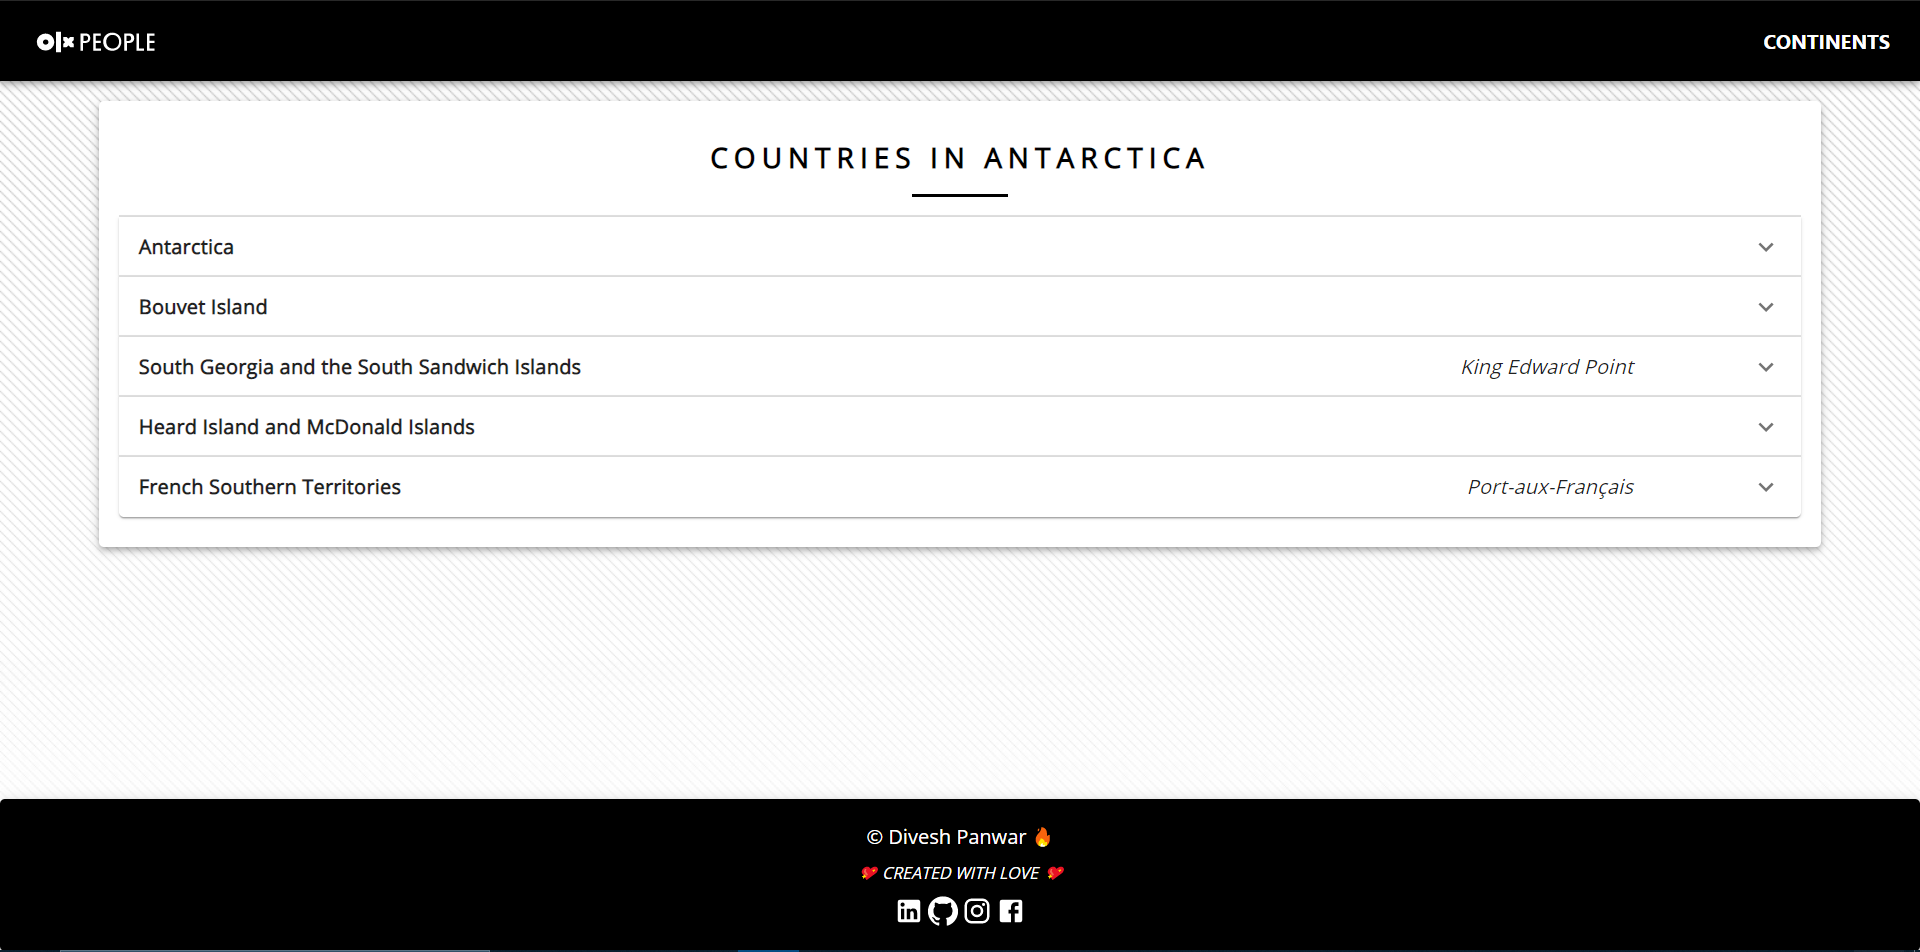 olx PEOPLE
CONTINENTS
COUNTRIES IN ANTARCTICA
Antarctica
Bouvet Island
South Georgia and the South Sandwich Islands King Edward Point
Heard Island and McDonald Islands
French Southern Territories Port-aux-Français
© Divesh Panwar 🔥
💘 CREATED WITH LOVE 💘